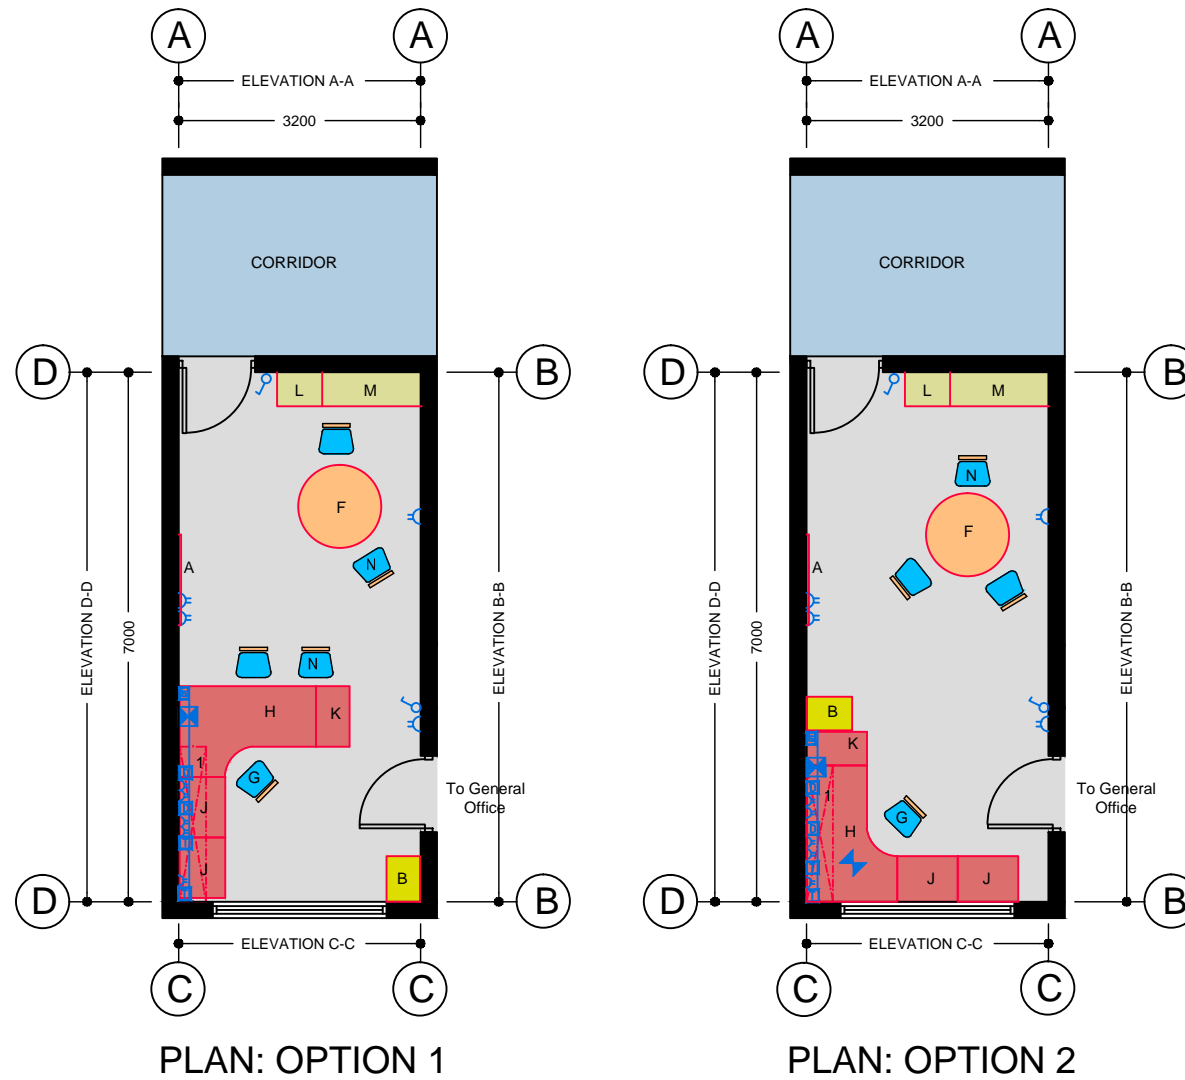 A A A A
ELEVATION A-A ELEVATION A-A
3200 3200
CORRIDOR CORRIDOR
D B D B
L M L M
N
F F
N
A A
ELEVATION D-D 7000 ELEVATION B-B ELEVATION D-D 7000 ELEVATION B-B
N
H K B
K
1 1
G
To General To General
Office Office
J G
H
J B J J
D B D B
ELEVATION C-C ELEVATION C-C
C C C C
PLAN: OPTION 1 PLAN: OPTION 2